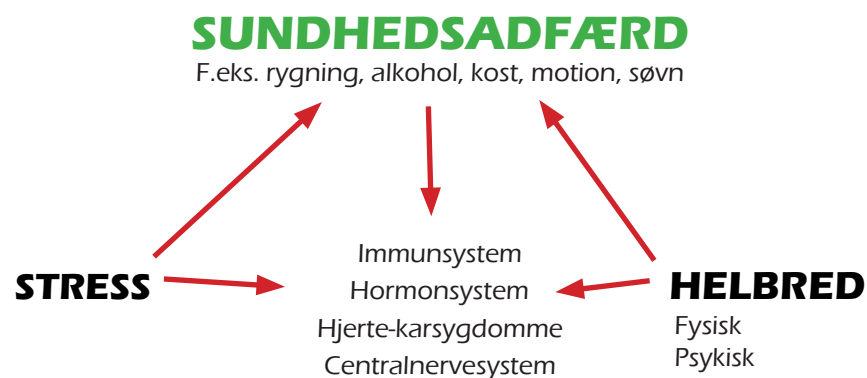 SUNDHEDSADFÆRD
F.eks. rygning, alkohol, kost, motion, søvn
STRESS
Immunsystem
Hormonsystem
Hjerte-karsygdomme
Centralnervesystem
HELBRED
Fysisk
Psykisk